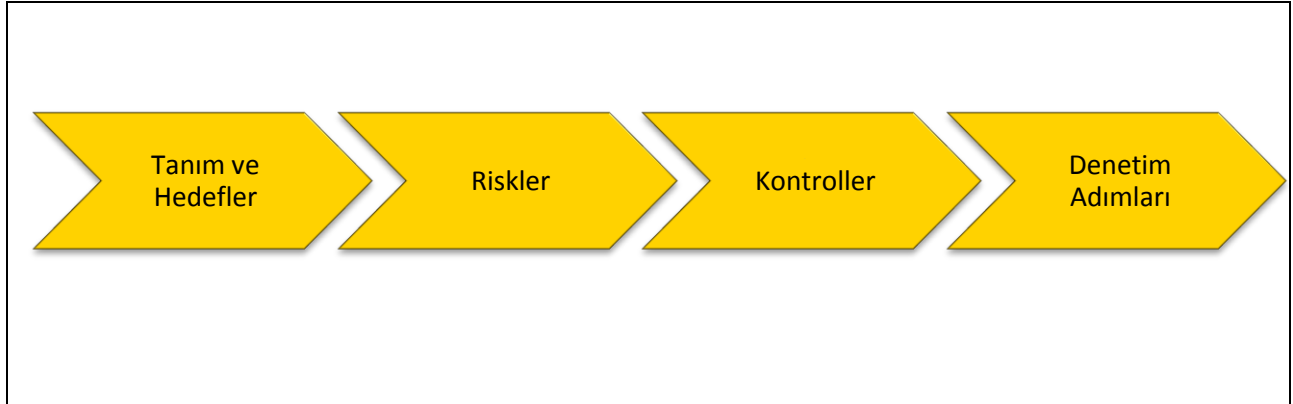 Tanım ve
Hedefler
Riskler
Kontroller
Denetim
Adımları